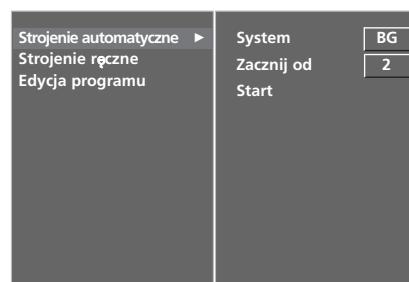 Strojenie automatyczne ►
Strojenie ręczne
Edycja programu
System BG
Zacznij od 2
Start